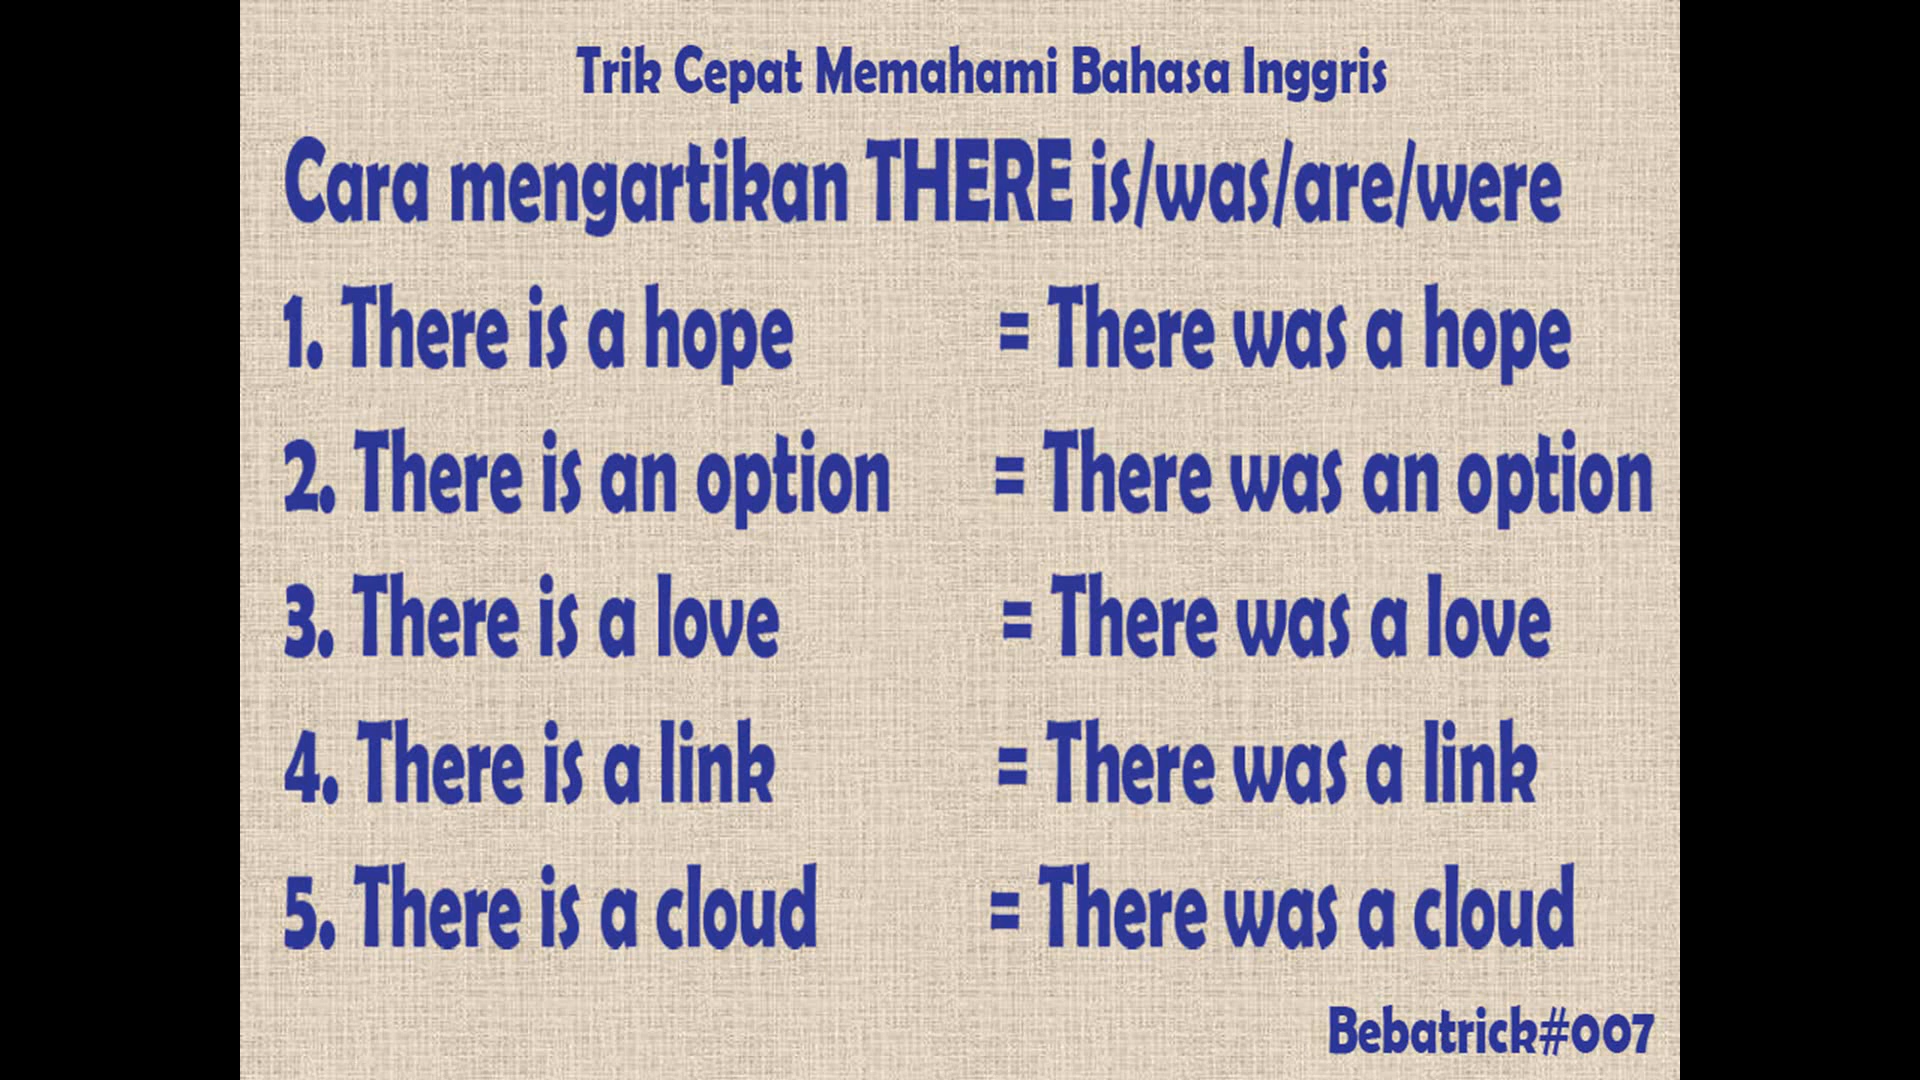 Trik Cepat Memahami Bahasa Inggris
Cara mengartikan THERE is/was/are/were
1. There is a hope = There was a hope
2. There is an option = There was an option
3. There is a love = There was a love
4. There is a link = There was a link
5. There is a cloud = There was a cloud
Bebatrick#007